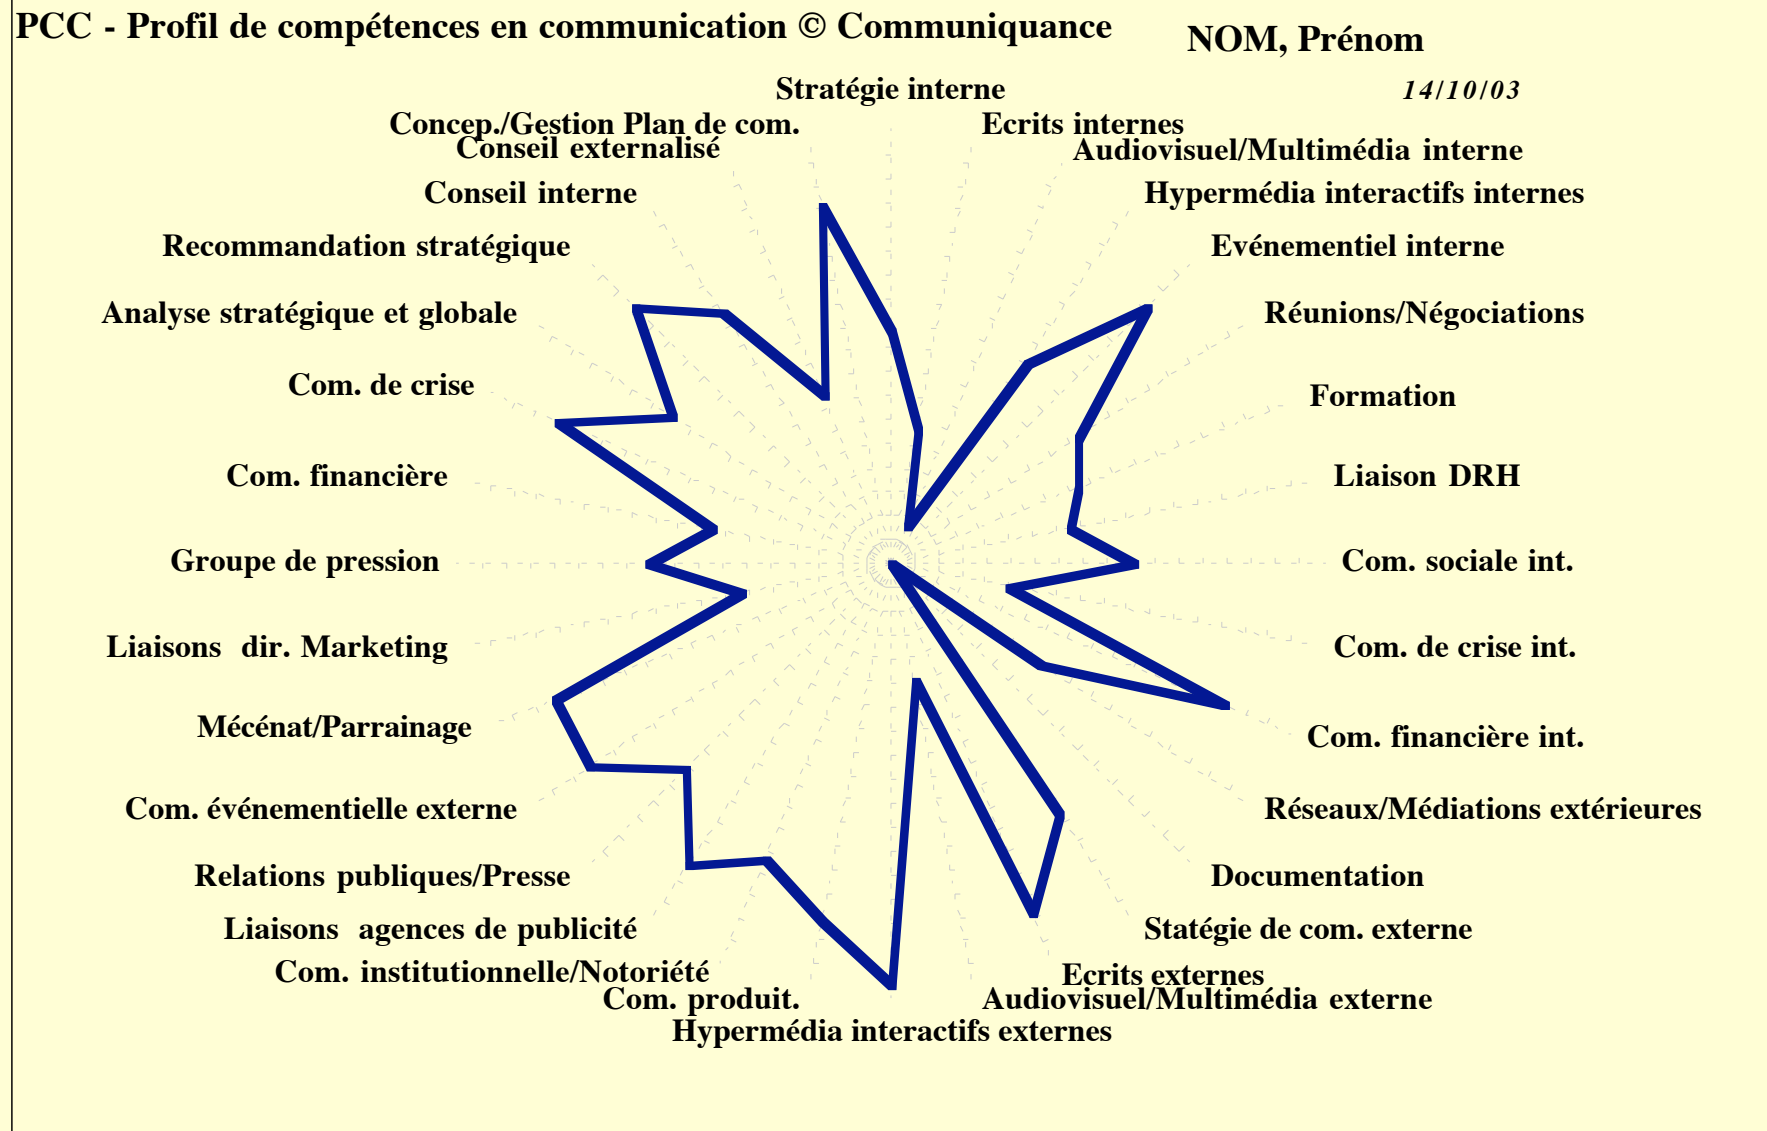 PCC - Profil de compétences en communication © Communiquance
NOM, Prénom
14/10/03
Stratégie interne
Ecrits internes
Audiovisuel/Multimédia interne
Hypermédia interactifs internes
Evénementiel interne
Réunions/Négociations
Formation
Liaison DRH
Com. sociale int.
Com. de crise int.
Com. financière int.
Réseaux/Médiations extérieures
Documentation
Statégie de com. externe
Ecrits externes
Audiovisuel/Multimédia externe
Hypermédia interactifs externes
Com. produit.
Com. institutionnelle/Notoriété
Liaisons agences de publicité
Relations publiques/Presse
Com. événementielle externe
Mécénat/Parrainage
Liaisons dir. Marketing
Groupe de pression
Com. financière
Com. de crise
Analyse stratégique et globale
Recommandation stratégique
Conseil interne
Conseil externalisé
Concep./Gestion Plan de com.